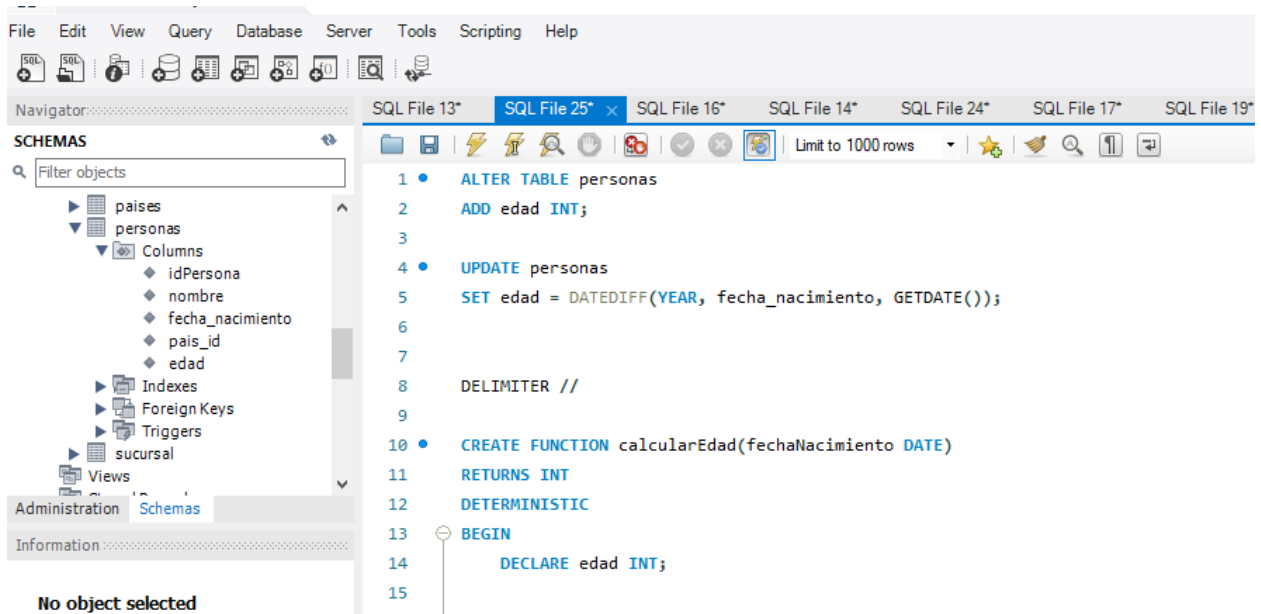 File Edit View Query Database Server Tools Scripting Help
SQL SQL
Navigator
SQL File 13* SQL File 25* × SQL File 16* SQL File 14* SQL File 24* SQL File 17* SQL File 19*
SCHEMAS
Limit to 1000 rows
Filter objects
paises
personas
Columns
idPersona
nombre
fecha_nacimiento
pais_id
edad
Indexes
Foreign Keys
Triggers
sucursal
Views
Administration Schemas
Information
No object selected
1 ALTER TABLE personas
2 ADD edad INT;
3
4 UPDATE personas
5 SET edad = DATEDIFF(YEAR, fecha_nacimiento, GETDATE());
6
7
8 DELIMITER //
9
10 CREATE FUNCTION calcularEdad(fechaNacimiento DATE)
11 RETURNS INT
12 DETERMINISTIC
13 BEGIN
14 DECLARE edad INT;
15